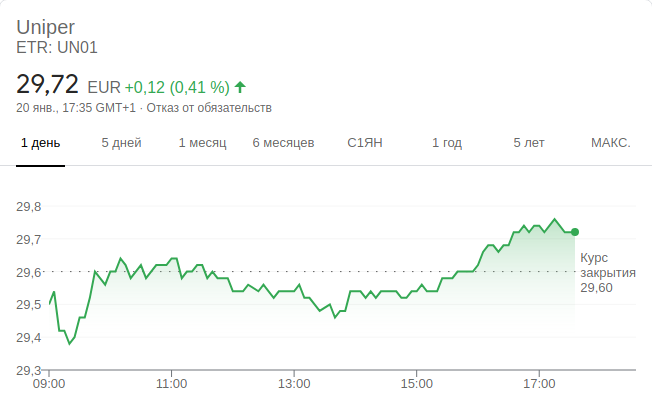 Uniper
ETR: UN01
29,72 EUR +0,12 (0,41 %)
20 янв., 17:35 GMT+1 · Отказ от обязательств
1 день 5 дней 1 месяц 6 месяцев С1ЯН 1 год 5 лет МАКС.
29,8
29,7
29,6
29,5
29,4
29,3
Курс
закрытия
29,60
09:00 11:00 13:00 15:00 17:00